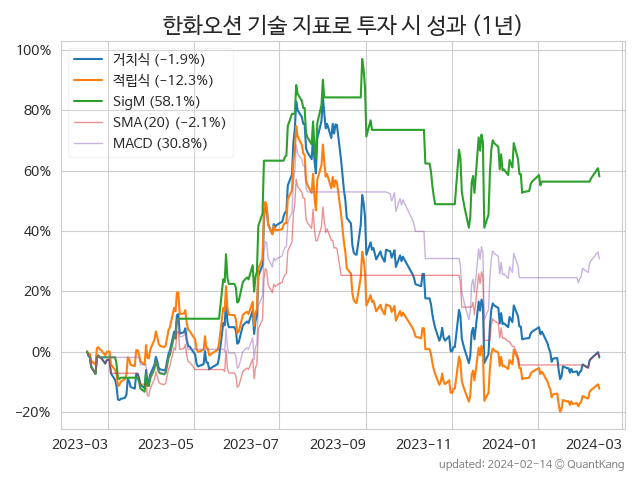 한화오션 기술 지표로 투자 시 성과 (1년)
거치식 (−1.9%)
적립식 (−12.3%)
SigM (58.1%)
SMA(20) (−2.1%)
MACD (30.8%)
100%
80%
60%
40%
20%
0%
−20%
2023-03 2023-05 2023-07 2023-09 2023-11 2024-01 2024-03
updated: 2024-02-14 © QuantKang